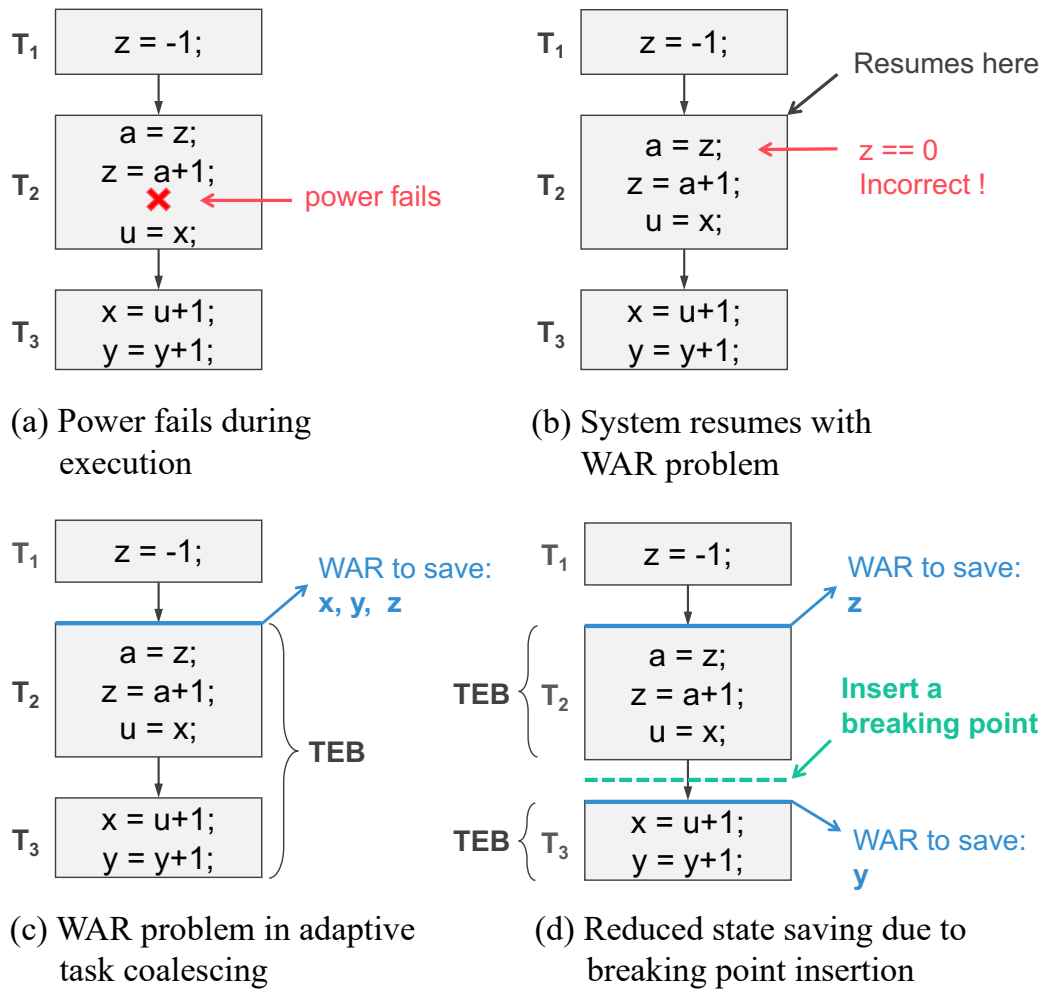 T1
z = -1;
T2
a = z;
z = a+1;
power fails
u = x;
T3
x = u+1;
y = y+1;
(a) Power fails during
execution
T1
z = -1;
Resumes here
T2
a = z;
z = a+1;
u = x;
z == 0
Incorrect !
T3
x = u+1;
y = y+1;
(b) System resumes with
WAR problem
T1
z = -1;
WAR to save:
x, y, z
T2
a = z;
z = a+1;
u = x;
TEB
T3
x = u+1;
y = y+1;
(c) WAR problem in adaptive
task coalescing
T1
z = -1;
WAR to save:
z
TEB
T2
a = z;
z = a+1;
u = x;
Insert a
breaking point
TEB
T3
x = u+1;
y = y+1;
WAR to save:
y
(d) Reduced state saving due to
breaking point insertion